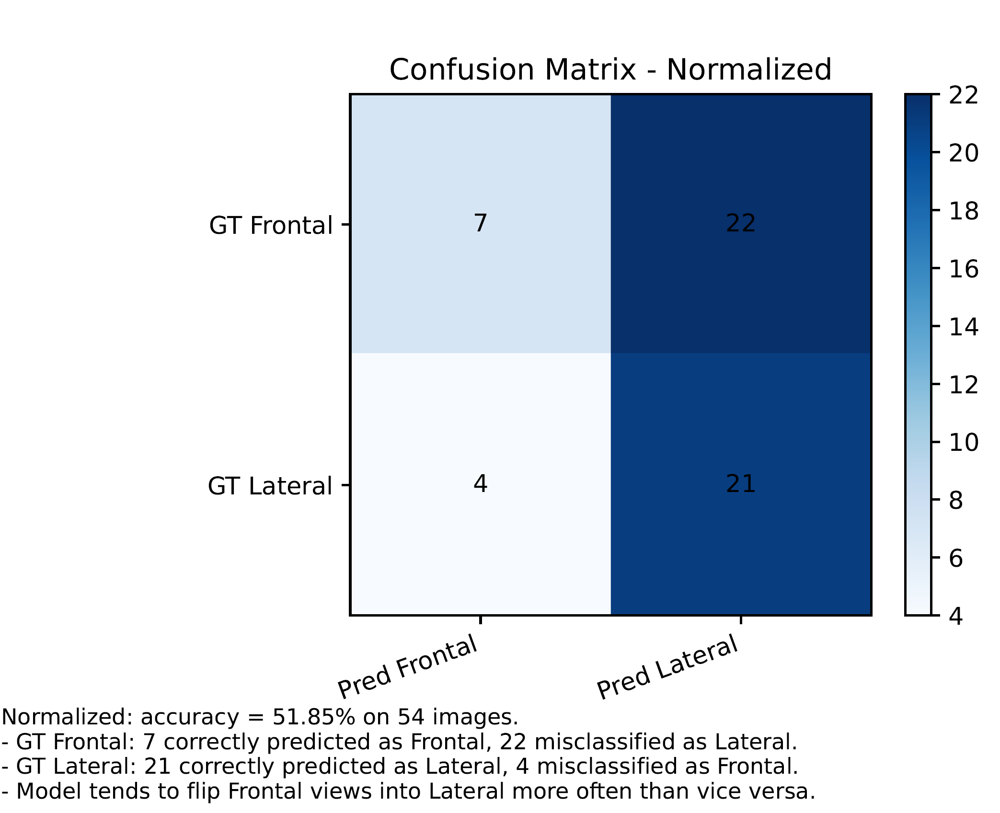 Confusion Matrix - Normalized
22
20
18
16
14
12
10
8
6
4
GT Frontal
7
22
GT Lateral
4
21
Pred Frontal
Pred Lateral
Normalized: accuracy = 51.85% on 54 images.
- GT Frontal: 7 correctly predicted as Frontal, 22 misclassified as Lateral.
- GT Lateral: 21 correctly predicted as Lateral, 4 misclassified as Frontal.
- Model tends to flip Frontal views into Lateral more often than vice versa.